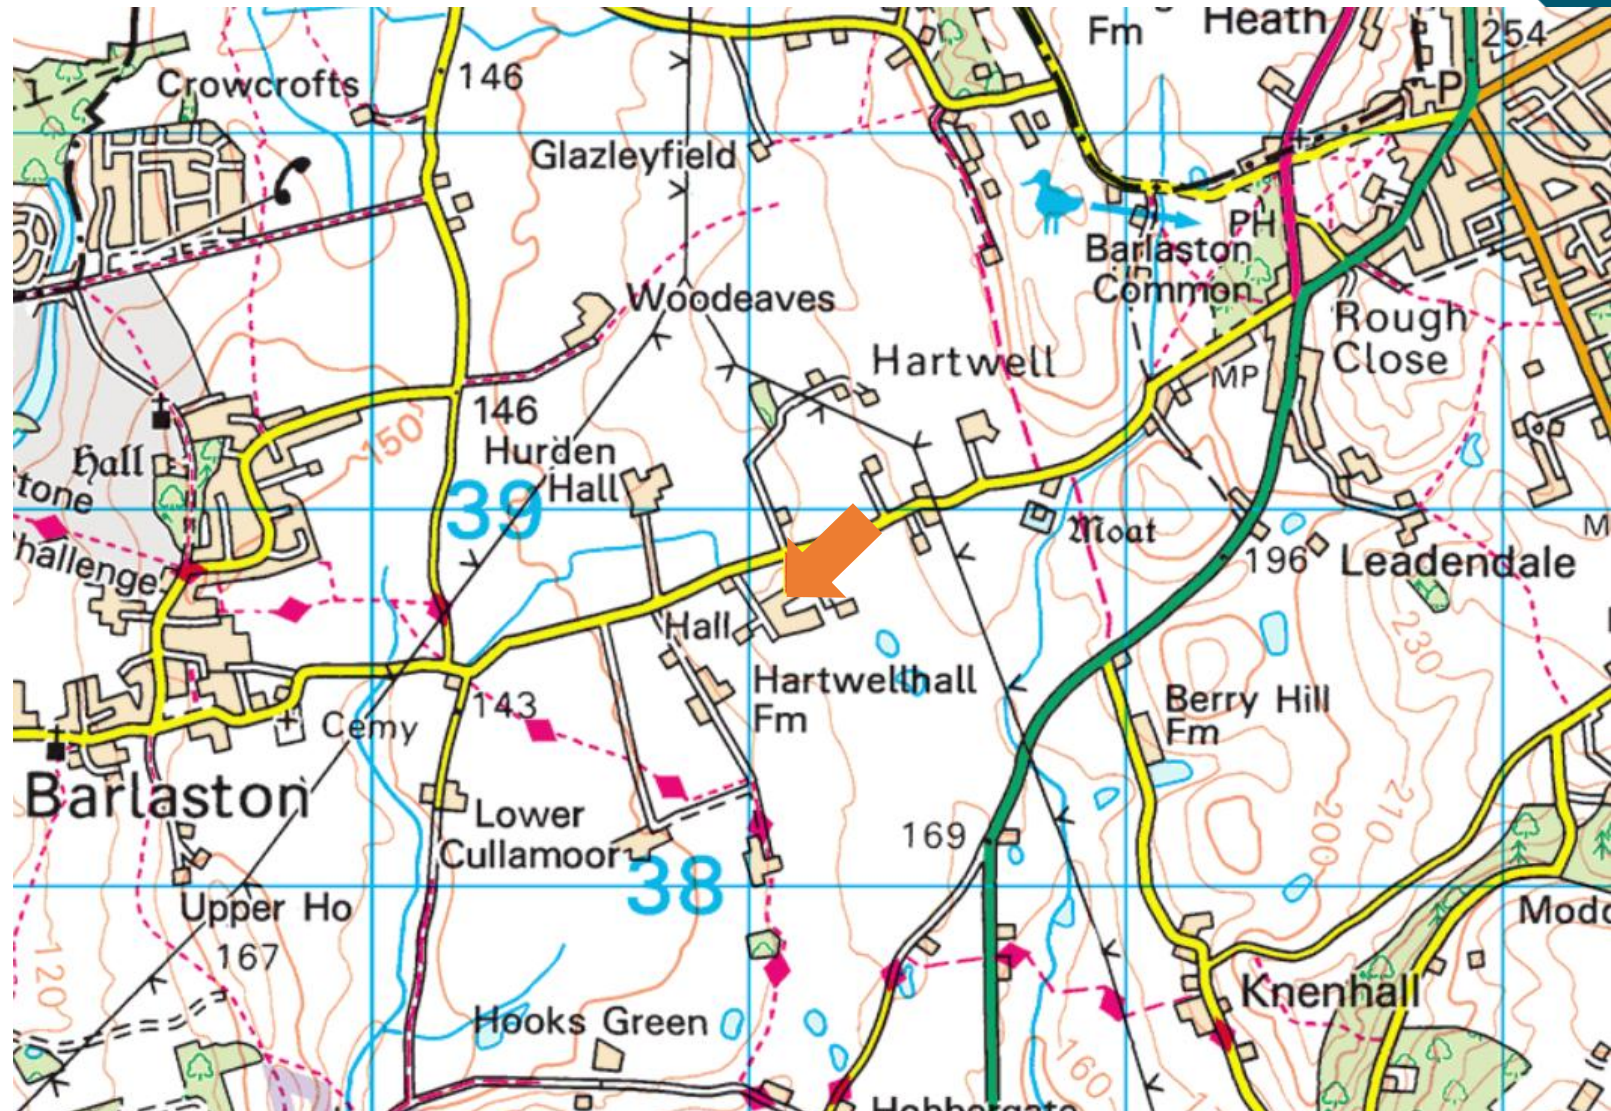 Fm
Heath
254
Crowcrofts
146
P
Glazleyfield
PH
Barlaston
Common
Woodeaves
Rough
Close
Hartwell
MP
146
150
Hurden
Hall
Hall
tone
39
Moat
M
hallenge
196
Leadendale
Hall
230
Hartwellhall
Fm
143
Cemy
Berry Hill
Fm
Barlaston
Lower
Cullamoor
169
200
210
38
Upper Ho
167
120
Modd
Knenhall
Hooks Green
160